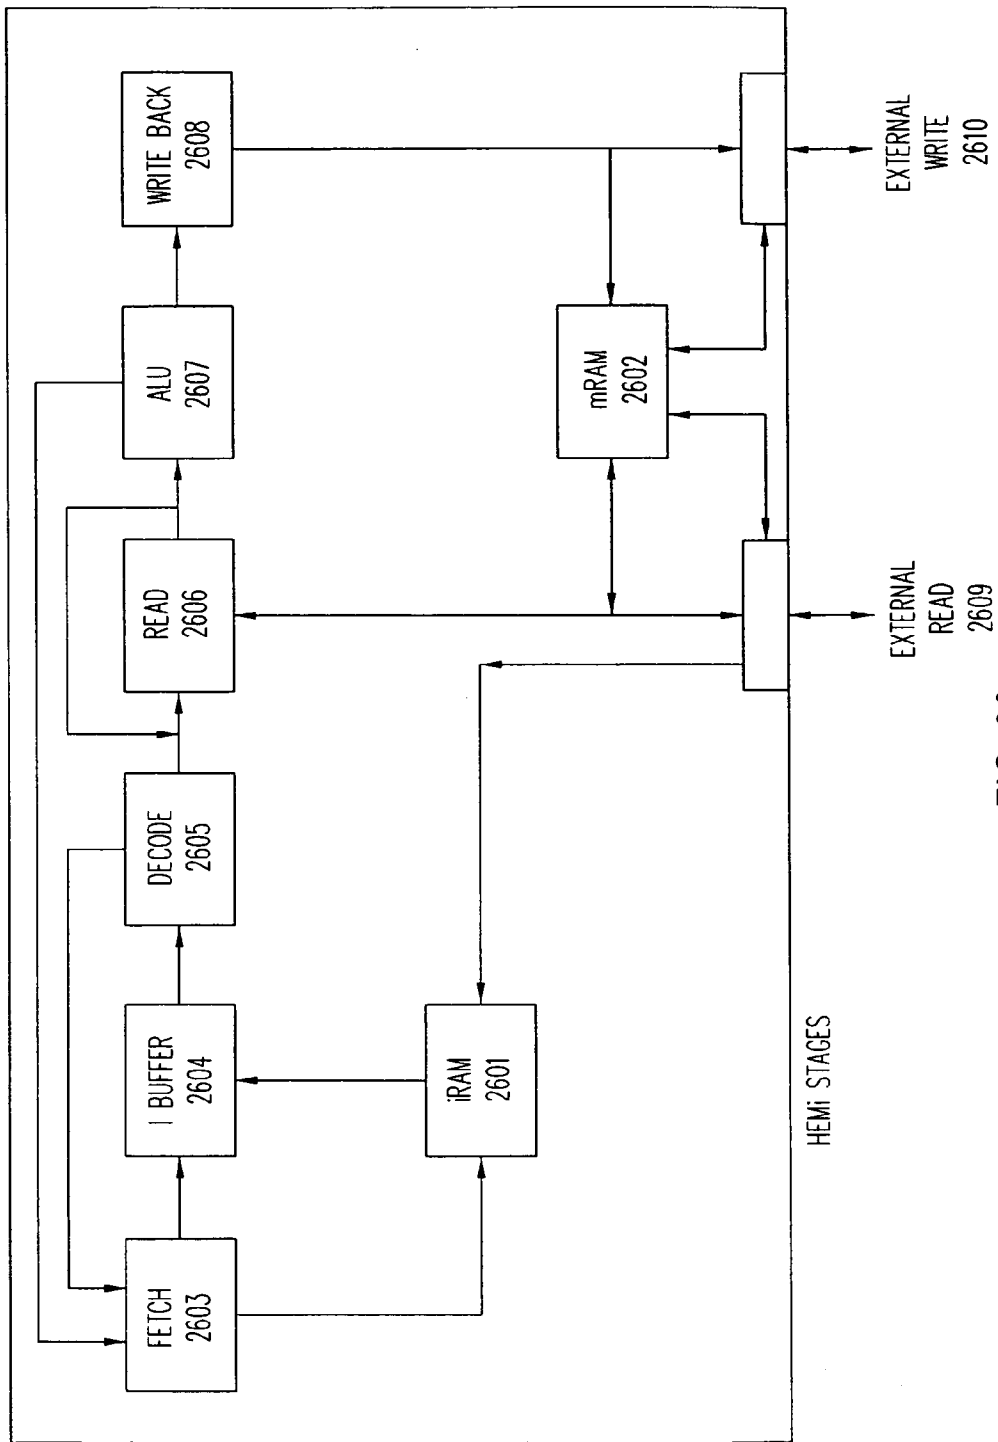 FETCH
2603
I BUFFER
2604
DECODE
2605
READ
2606
ALU
2607
WRITE BACK
2608
iRAM
2601
mRAM
2602
HEMi STAGES
EXTERNAL
READ
2609
EXTERNAL
WRITE
2610